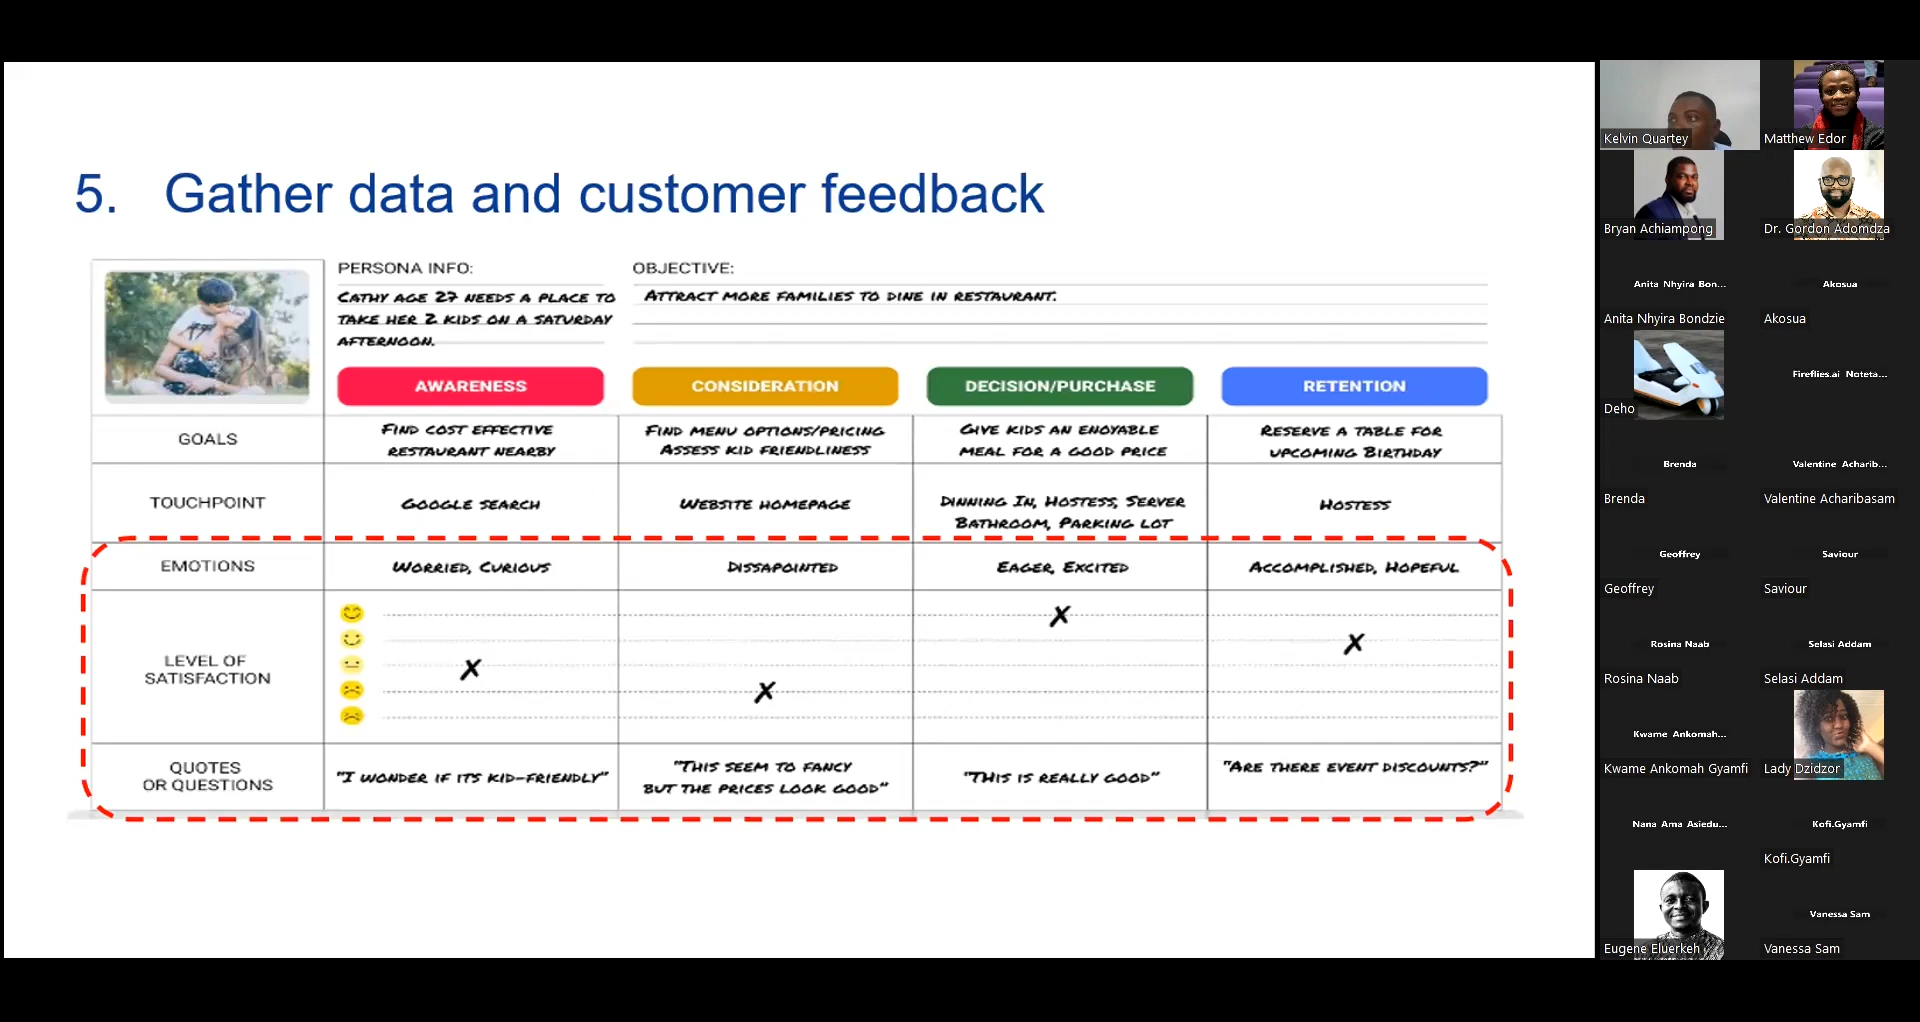 5. Gather data and customer feedback
PERSONA INFO:
CATHY AGE 27 NEEDS A PLACE TO
TAKE HER 2 KIDS ON A SATURDAY
AFTERNOON.
OBJECTIVE:
ATTRACT MORE FAMILIES TO DINE IN RESTAURANT.
AWARENESS
CONSIDERATION
DECISION/PURCHASE
RETENTION
GOALS
FIND COST EFFECTIVE
RESTAURANT NEARBY
FIND MENU OPTIONS/PRICING
ASSESS KID FRIENDLINESS
GIVE KIDS AN ENOYABLE
MEAL FOR A GOOD PRICE
RESERVE A TABLE FOR
UPCOMING BIRTHDAY
TOUCHPOINT
GOOGLE SEARCH
WEBSITE HOMEPAGE
DINNING IN, HOSTESS, SERVER
BATHROOM, PARKING LOT
HOSTESS
EMOTIONS
WORRIED, CURIOUS
DISSAPOINTED
EAGER, EXCITED
ACCOMPLISHED, HOPEFUL
LEVEL OF
SATISFACTION
X
X
X
X
QUOTES
OR QUESTIONS
"I WONDER IF ITS KID-FRIENDLY"
"THIS SEEM TO FANCY
BUT THE PRICES LOOK GOOD"
"THIS IS REALLY GOOD"
"ARE THERE EVENT DISCOUNTS?"
Kelvin Quartey
Matthew Edor
Bryan Achiampong
Dr. Gordon Adomdza
Anita Nhyira Bon...
Akosua
Anita Nhyira Bondzie
Akosua
Fireflies.ai Noteta...
Deho
Brenda
Valentine Acharib...
Brenda
Valentine Acharibasam
Geoffrey
Saviour
Geoffrey
Saviour
Rosina Naab
Selasi Addam
Rosina Naab
Selasi Addam
Kwame Ankomah...
Kwame Ankomah Gyamfi
Lady Dzidzor
Nana Ama Asiedu...
Kofi.Gyamfi
Kofi.Gyamfi
Vanessa Sam
Eugene Eluerkeh
Vanessa Sam